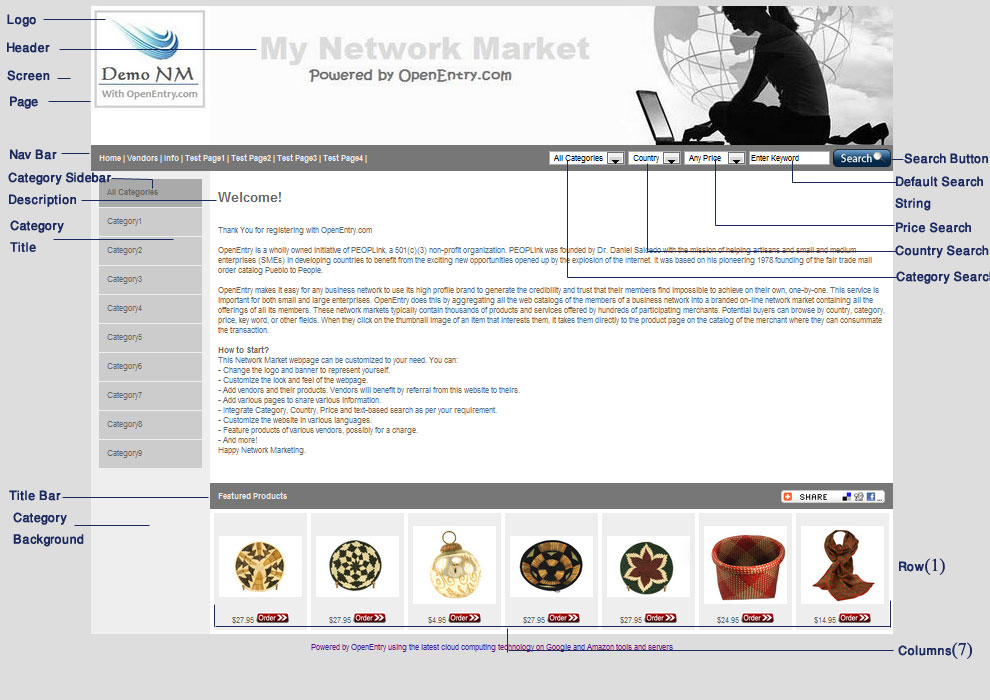 Logo
Header
Screen
Page
Demo NM
With OpenEntry.com
My Network Market
Powered by OpenEntry.com
Nav Bar
Home | Vendors | Info | Test Page1 | Test Page2 | Test Page3 | Test Page4 |
All Categories
Country
Any Price
Enter Keyword
Search
Search Button
Default Search
String
Price Search
Country Search
Category Searc
Category Sidebar
Description
Category
Title
All Categories
Category1
Category2
Category3
Category4
Category5
Category6
Category7
Category8
Category9
Welcome!
Thank You for registering with OpenEntry.com
OpenEntry is a wholly owned initiative of PEOPLink, a 501(c)(3) non-profit organization. PEOPLink was founded by Dr. Daniel Salcedo with the mission of helping artisans and small and medium
enterprises (SMEs) in developing countries to benefit from the exciting new opportunities opened up by the explosion of the internet. It was based on his pioneering 1978 founding of the fair trade mail
order catalog Pueblo to People.
OpenEntry makes it easy for any business network to use its high profile brand to generate the credibility and trust that their members find impossible to achieve on their own, one-by-one. This service is
important for both small and large enterprises. OpenEntry does this by aggregating all the web catalogs of the members of a business network into a branded on-line network market containing all the
offerings of all its members. These network markets typically contain thousands of products and services offered by hundreds of participating merchants. Potential buyers can browse by country, category,
price, key word, or other fields. When they click on the thumbnail image of an item that interests them, it takes them directly to the product page on the catalog of the merchant where they can consummate
the transaction.
How to Start?
This Network Market webpage can be customized to your need. You can:
- Change the logo and banner to represent yourself.
- Customize the look and feel of the webpage.
- Add vendors and their products. Vendors will benefit by referral from this website to theirs.
- Add various pages to share various information.
- Integrate Category, Country, Price and text-based search as per your requirement.
- Customize the website in various languages.
- Feature products of various vendors, possibly for a charge.
- And more!
Happy Network Marketing.
Title Bar
Category
Background
Featured Products
SHARE
$27.95 Order
$27.95 Order
$4.95 Order
$27.95 Order
$27.95 Order
$24.95 Order
$14.95 Order
Row(1)
Columns(7)
Powered by OpenEntry using the latest cloud computing technology on Google and Amazon tools and servers